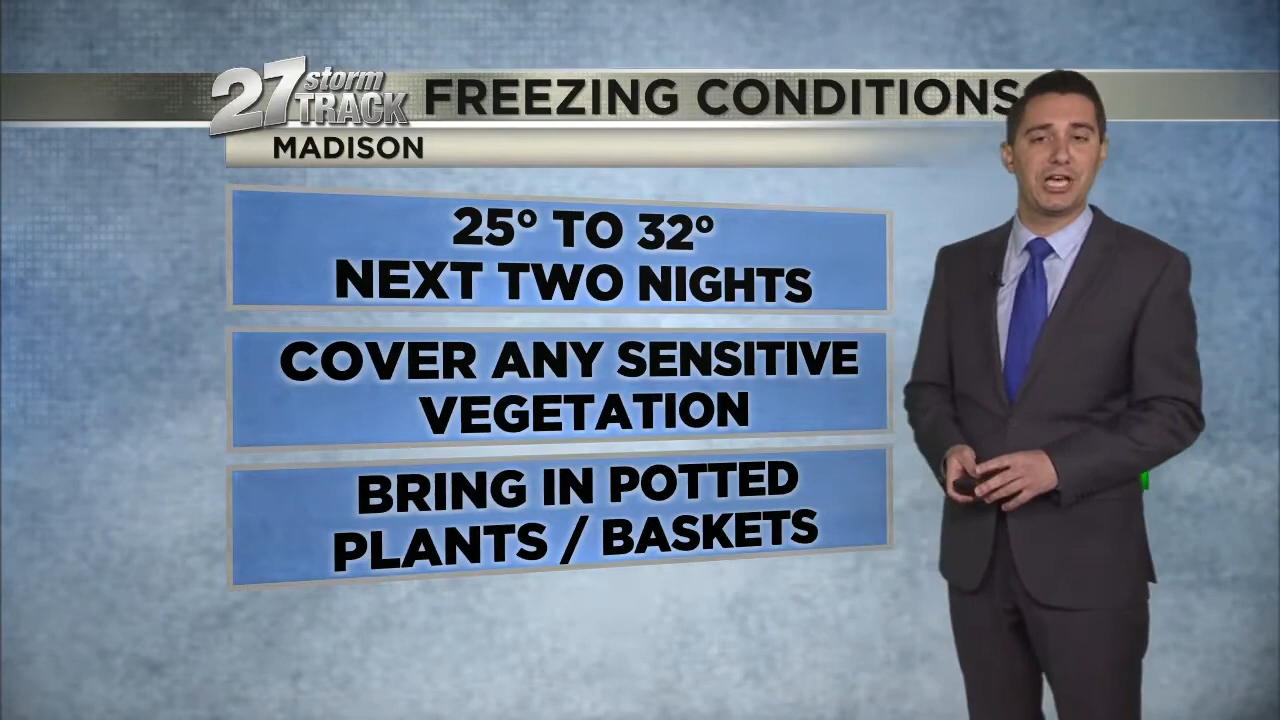 27 storm TRACK
FREEZING CONDITIONS
MADISON
25° TO 32°
NEXT TWO NIGHTS
COVER ANY SENSITIVE
VEGETATION
BRING IN POTTED
PLANTS / BASKETS